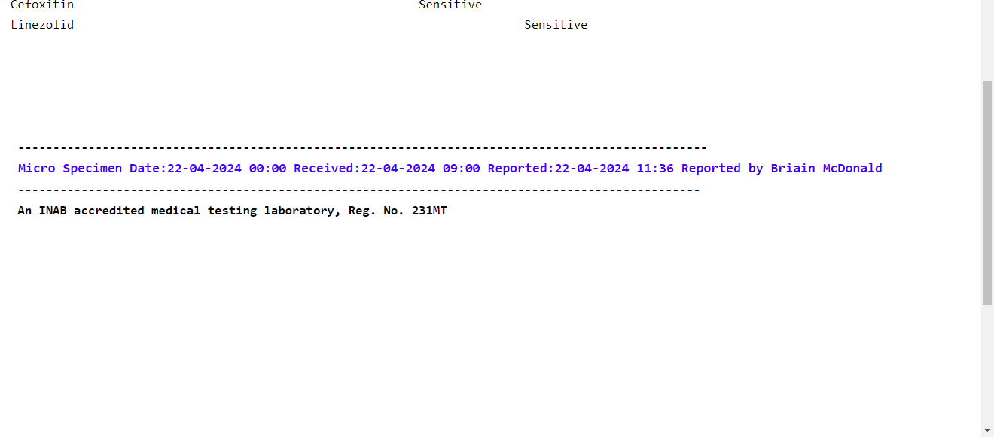 Cefoxitin Sensitive
Linezolid Sensitive
--------------------------------------------------------------------------------------------------
Micro Specimen Date:22-04-2024 00:00 Received:22-04-2024 09:00 Reported:22-04-2024 11:36 Reported by Briain McDonald
-------------------------------------------------------------------------------------------------
An INAB accredited medical testing laboratory, Reg. No. 231MT